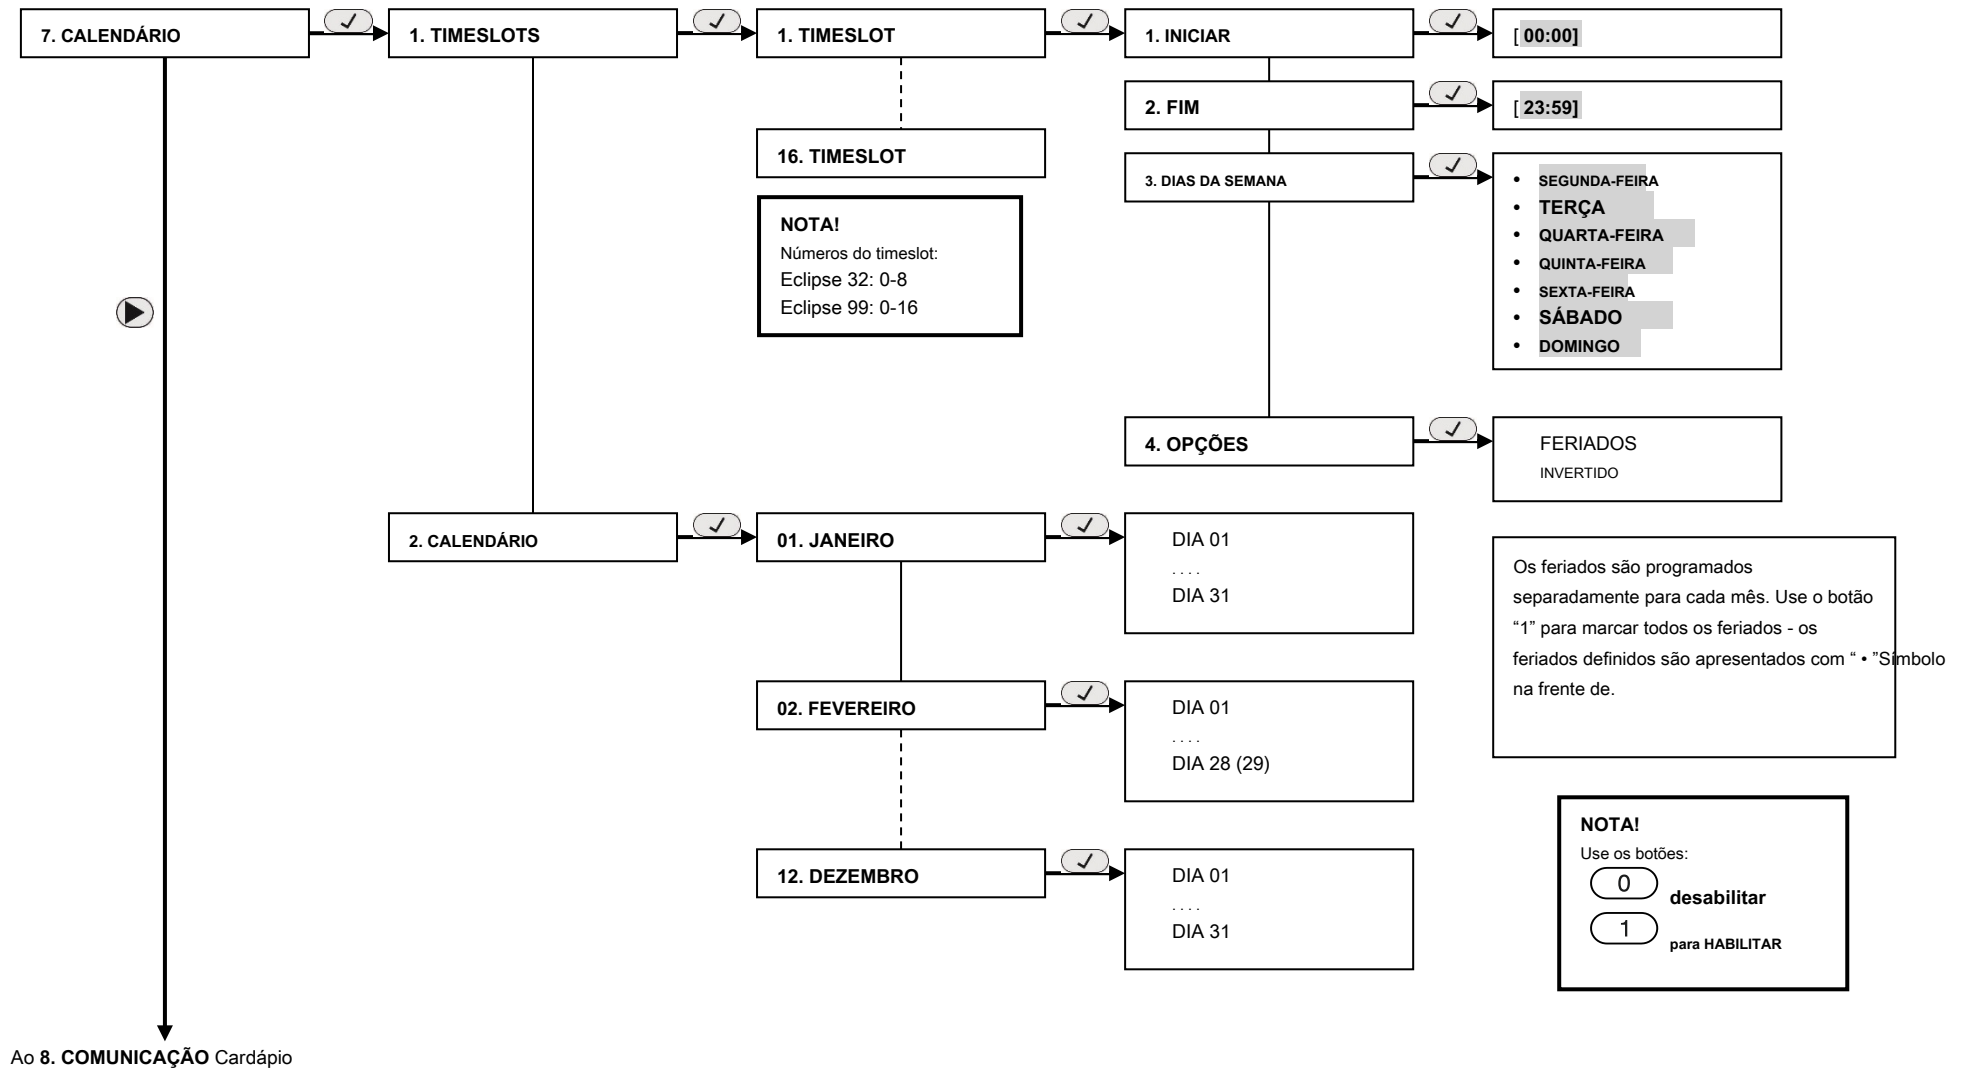 7. CALENDÁRIO
1. TIMESLOTS
1. TIMESLOT
1. INICIAR
[ 00:00]
2. FIM
[ 23:59]
16. TIMESLOT
3. DIAS DA SEMANA
• SEGUNDA-FEIRA
• TERÇA
• QUARTA-FEIRA
• QUINTA-FEIRA
• SEXTA-FEIRA
• SÁBADO
• DOMINGO
NOTA!
Números do timeslot:
Eclipse 32: 0-8
Eclipse 99: 0-16
4. OPÇÕES
FERIADOS
INVERTIDO
2. CALENDÁRIO
01. JANEIRO
DIA 01
. . . .
DIA 31
Os feriados são programados
separadamente para cada mês. Use o botão
“1” para marcar todos os feriados - os
feriados definidos são apresentados com “ • ”Símbolo
na frente de.
02. FEVEREIRO
DIA 01
. . . .
DIA 28 (29)
NOTA!
Use os botões:
0 desabilitar
1 para HABILITAR
12. DEZEMBRO
DIA 01
. . . .
DIA 31
Ao 8. COMUNICAÇÃO Cardápio